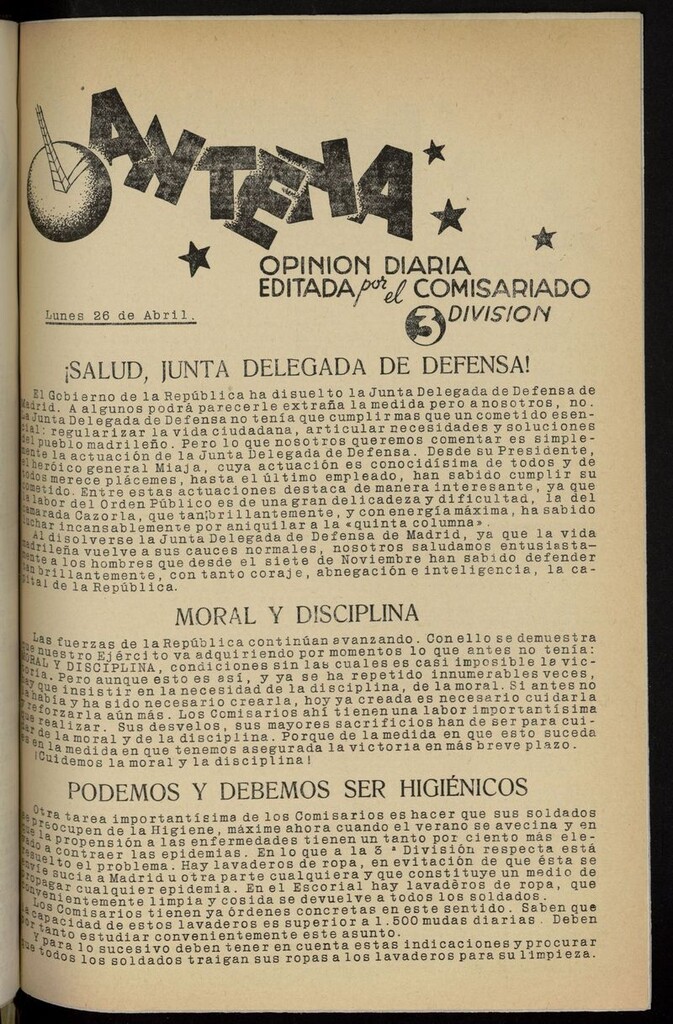 ANTENA
OPINION DIARIA
EDITADA por el COMISARIADO
3 DIVISION
Lunes 26 de Abril.
¡SALUD, JUNTA DELEGADA DE DEFENSA!
El Gobierno de la República ha disuelto la Junta Delegada de Defensa de
Madrid. A algunos podrá parecerle extraña la medida pero a nosotros, no.
La Junta Delegada de Defensa no tenía que cumplir mas que un cometido esen-
cial: regularizar la vida ciudadana, articular necesidades y soluciones
del pueblo madrileño. Pero lo que nosotros queremos comentar es simple-
mente la actuación de la Junta Delegada de Defensa. Desde su Presidente,
el heróico general Miaja, cuya actuación es conocidísima de todos y de
todos merece plácemes, hasta el último empleado, han sabido cumplir su
cometido. Entre estas actuaciones destaca de manera interesante, ya que
la labor del Orden Público es de una gran delicadeza y dificultad, la del
camarada Cazorla, que tan brillantemente, y con energía máxima, ha sabido
luchar incansablemente por aniquilar a la «quinta columna».
Al disolverse la Junta Delegada de Defensa de Madrid, ya que la vida
madrileña vuelve a sus cauces normales, nosotros saludamos entusiasta-
mente a los hombres que desde el siete de Noviembre han sabido defender
tan brillantemente, con tanto coraje, abnegación e inteligencia, la ca-
pital de la República.
MORAL Y DISCIPLINA
Las fuerzas de la República continúan avanzando. Con ello se demuestra
que nuestro Ejército va adquiriendo por momentos lo que antes no tenía:
MORAL Y DISCIPLINA, condiciones sin las cuales es casi imposible la vic-
toria. Pero aunque esto es así, y ya se ha repetido innumerables veces,
hay que insistir en la necesidad de la disciplina, de la moral. Si antes no
la había y ha sido necesario crearla, hoy ya creada es necesario cuidarla
y reforzarla aún más. Los Comisarios ahí tienen una labor importantísima
que realizar. Sus desvelos, sus mayores sacrificios han de ser para cui-
dar de la moral y de la disciplina. Porque de la medida en que esto suceda
es en la medida en que tenemos asegurada la victoria en más breve plazo.
¡Cuidemos la moral y la disciplina!
PODEMOS Y DEBEMOS SER HIGIÉNICOS
Otra tarea importantísima de los Comisarios es hacer que sus soldados
se preocupen de la Higiene, máxime ahora cuando el verano se avecina y en
que la propensión a las enfermedades tienen un tanto por ciento más ele-
vado a contraer las epidemias. En lo que a la 3ª División respecta está
resuelto el problema. Hay lavaderos de ropa, en evitación de que ésta se
envíe sucia a Madrid u otra parte cualquiera y que constituye un medio de
propagar cualquier epidemia. En el Escorial hay lavaderos de ropa, que
convenientemente limpia y cosida se devuelve a todos los soldados.
Los Comisarios tienen ya órdenes concretas en este sentido. Saben que
la capacidad de estos lavaderos es superior a 1.500 mudas diarias. Deben
por tanto estudiar convenientemente este asunto.
Y para lo sucesivo deben tener en cuenta estas indicaciones y procurar
que todos los soldados traigan sus ropas a los lavaderos para su limpieza.